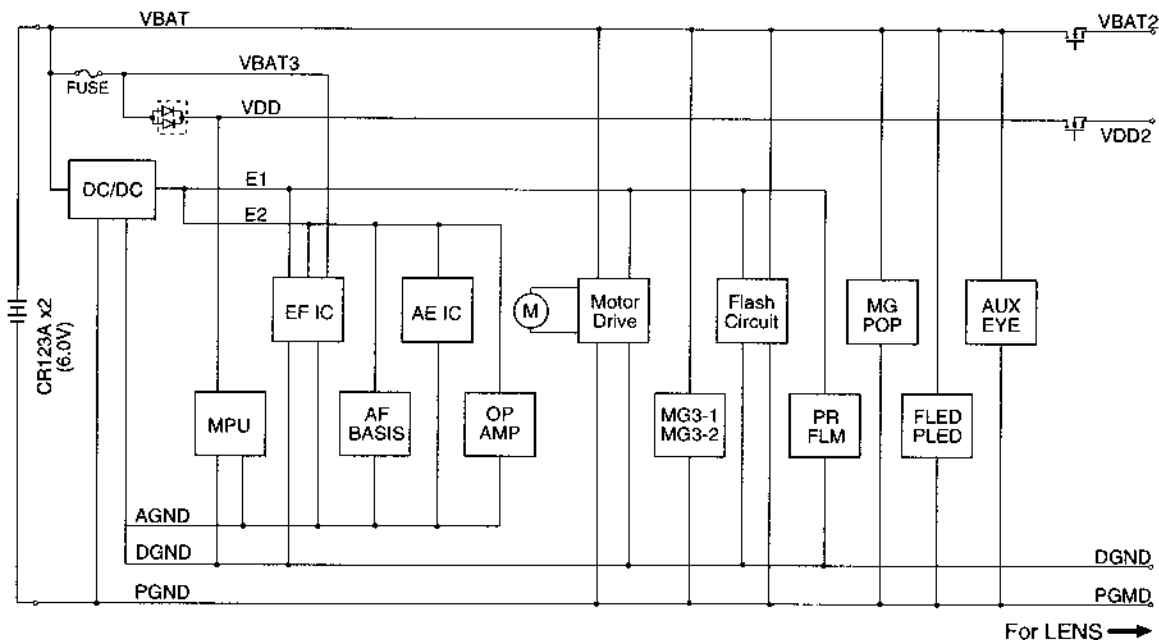 VBAT
VBAT2
VBAT3
FUSE
VDD
VDD2
DC/DC
E1
E2
EF IC
AE IC
M
Motor
Drive
Flash
Circuit
MG
POP
AUX
EYE
CR123A x2
(6.0V)
MPU
AF
BASIS
OP
AMP
MG3-1
MG3-2
PR
FLM
FLED
PLED
AGND
DGND
DGND
PGND
PGMD
For LENS